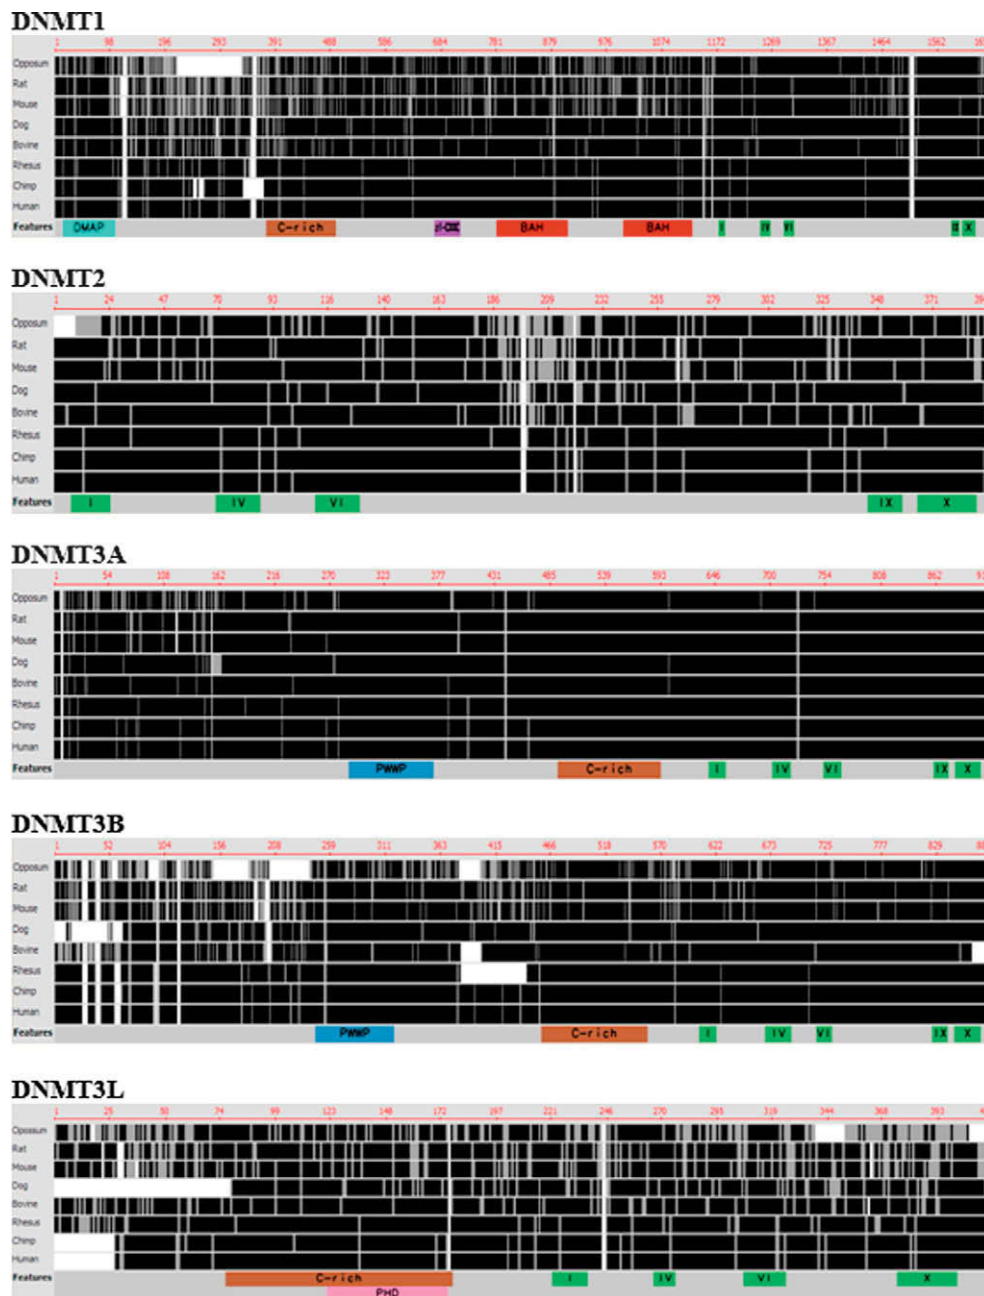 DNMT1
1 98 196 293 391 488 586 684 781 879 976 1074 1172 1269 1367 1464 1562
Opossum
Rat
Mouse
Dog
Bovine
Rhesus
Chimp
Human
Features DMAP C-rich BAH BAH I IV VI IX X
DNMT2
1 24 47 70 93 116 140 163 186 209 232 255 279 302 325 348 371
Opossum
Rat
Mouse
Dog
Bovine
Rhesus
Chimp
Human
Features I IV VI IX X
DNMT3A
1 54 108 162 216 270 323 377 431 485 539 593 646 700 754 808 862
Opossum
Rat
Mouse
Dog
Bovine
Rhesus
Chimp
Human
Features PWWP C-rich I IV VI IX X
DNMT3B
1 52 104 156 208 259 311 363 415 466 518 570 622 673 725 777 829
Opossum
Rat
Mouse
Dog
Bovine
Rhesus
Chimp
Human
Features PWWP C-rich I IV VI IX X
DNMT3L
1 25 50 74 99 123 148 172 197 221 246 270 295 319 344 368 393
Opossum
Rat
Mouse
Dog
Bovine
Rhesus
Chimp
Human
Features C-rich I IV VI X
PHD